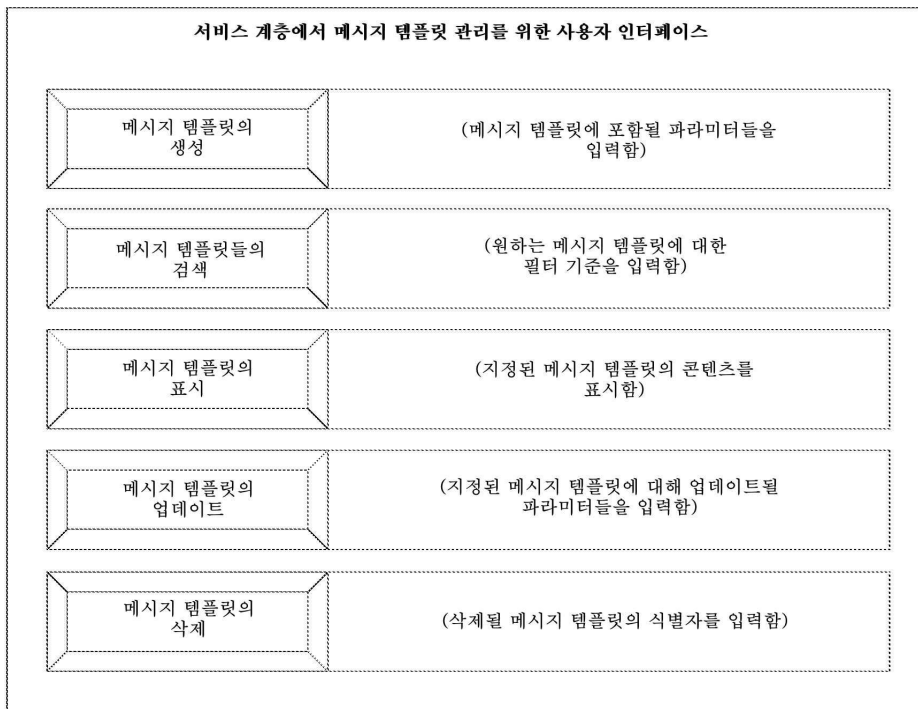 서비스 계층에서 메시지 템플릿 관리를 위한 사용자 인터페이스
메시지 템플릿의
생성
(메시지 템플릿에 포함될 파라미터들을
입력함)
메시지 템플릿들의
검색
(원하는 메시지 템플릿에 대한
필터 기준을 입력함)
메시지 템플릿의
표시
(지정된 메시지 템플릿의 콘텐츠를
표시함)
메시지 템플릿의
업데이트
(지정된 메시지 템플릿에 대해 업데이트될
파라미터들을 입력함)
메시지 템플릿의
삭제
(삭제될 메시지 템플릿의 식별자를 입력함)